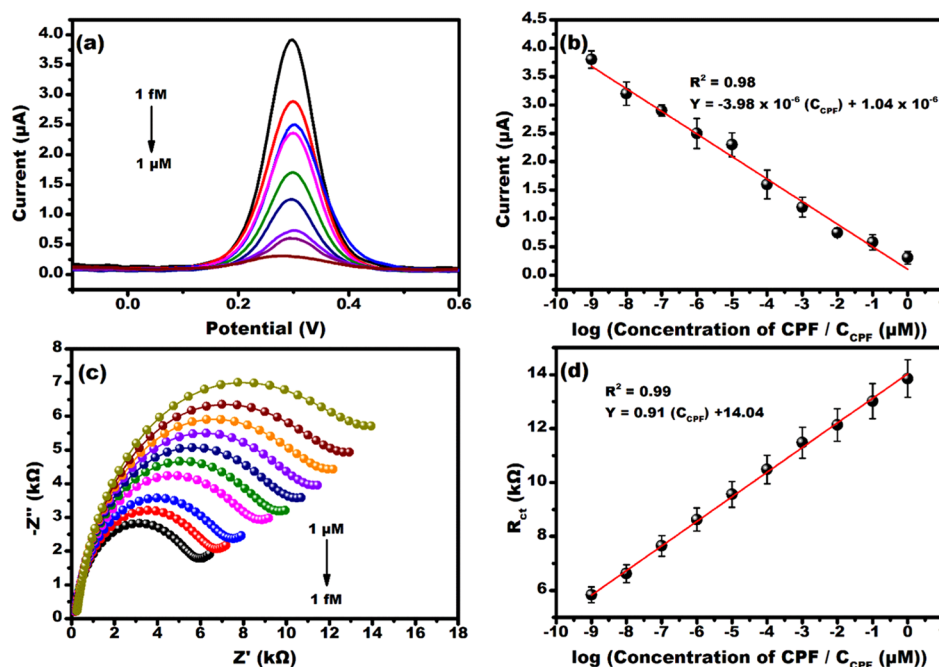 (a)
1 fM
1 µM
Current (µA)
4.0
3.5
3.0
2.5
2.0
1.5
1.0
0.5
0.0
0.0 0.2 0.4 0.6
Potential (V)
(b)
R² = 0.98
Y = -3.98 x 10⁻⁶ (C_CPF) + 1.04 x 10⁻⁶
Current (µA)
4.5
4.0
3.5
3.0
2.5
2.0
1.5
1.0
0.5
0.0
-10 -9 -8 -7 -6 -5 -4 -3 -2 -1 0 1
log (Concentration of CPF / C_CPF (µM))
(c)
1 µM
1 fM
-Z'' (kΩ)
8
7
6
5
4
3
2
1
0
0 2 4 6 8 10 12 14 16 18
Z' (kΩ)
(d)
R² = 0.99
Y = 0.91 (C_CPF) +14.04
R_ct (kΩ)
14
12
10
8
6
-10 -9 -8 -7 -6 -5 -4 -3 -2 -1 0 1
log (Concentration of CPF / C_CPF (µM))